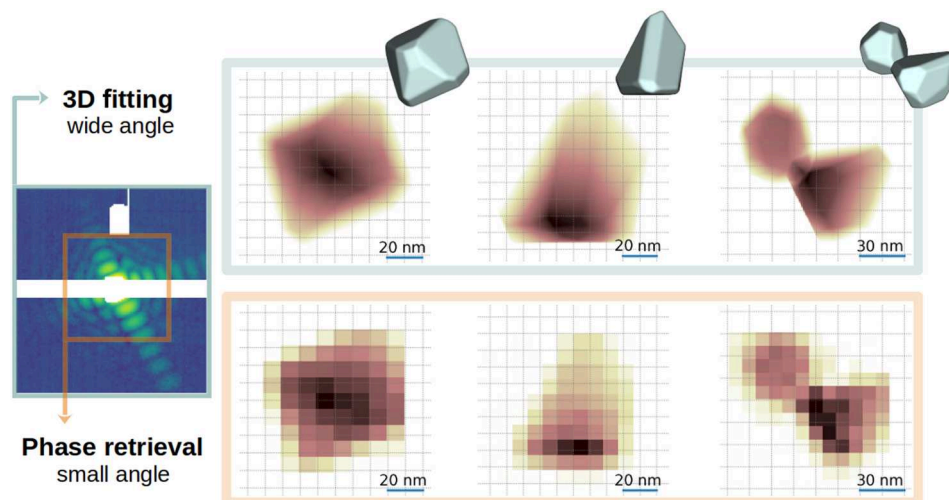 3D fitting
wide angle
20 nm
20 nm
30 nm
Phase retrieval
small angle
20 nm
20 nm
30 nm